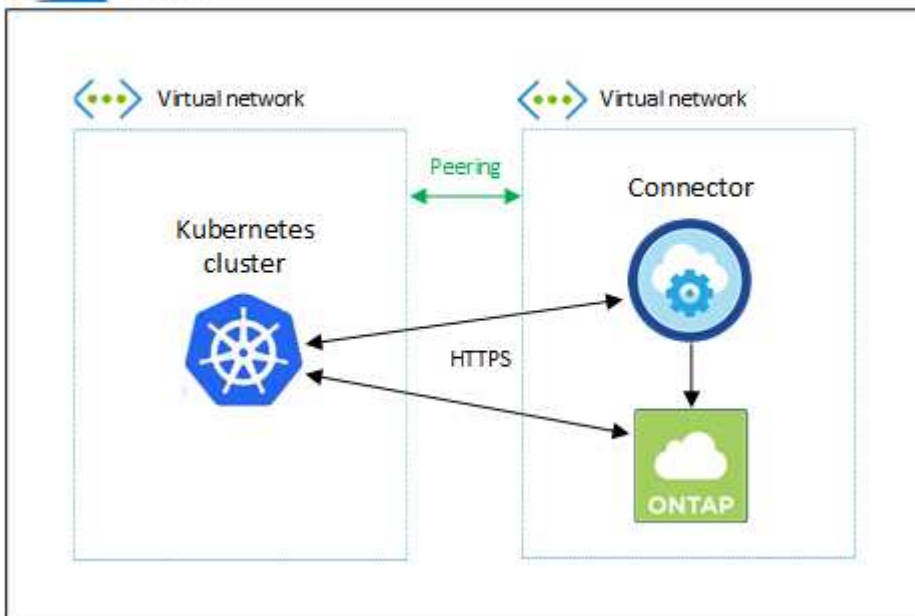 Virtual network
Virtual network
Peering
Connector
Kubernetes
cluster
HTTPS
ONTAP